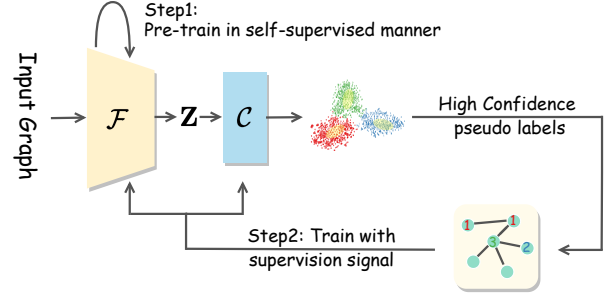 Step1:
Pre-train in self-supervised manner
Input Graph
ℱ
Z
𝒞
High Confidence
pseudo labels
1
1
3
2
Step2: Train with
supervision signal